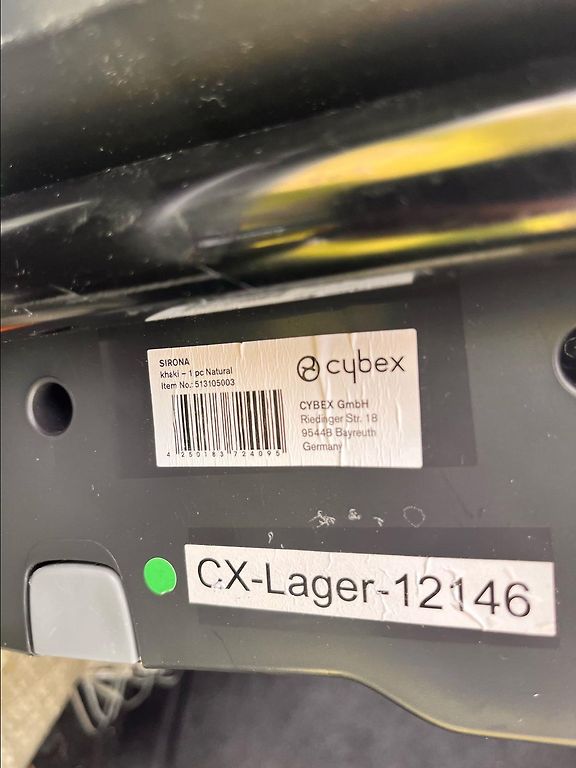 SIRONA
khaki – 1 pc Natural
Item No.: 513105003
4 250183 724095
cybex
CYBEX GmbH
Riedinger Str. 18
95448 Bayreuth
Germany
CX-Lager-12146